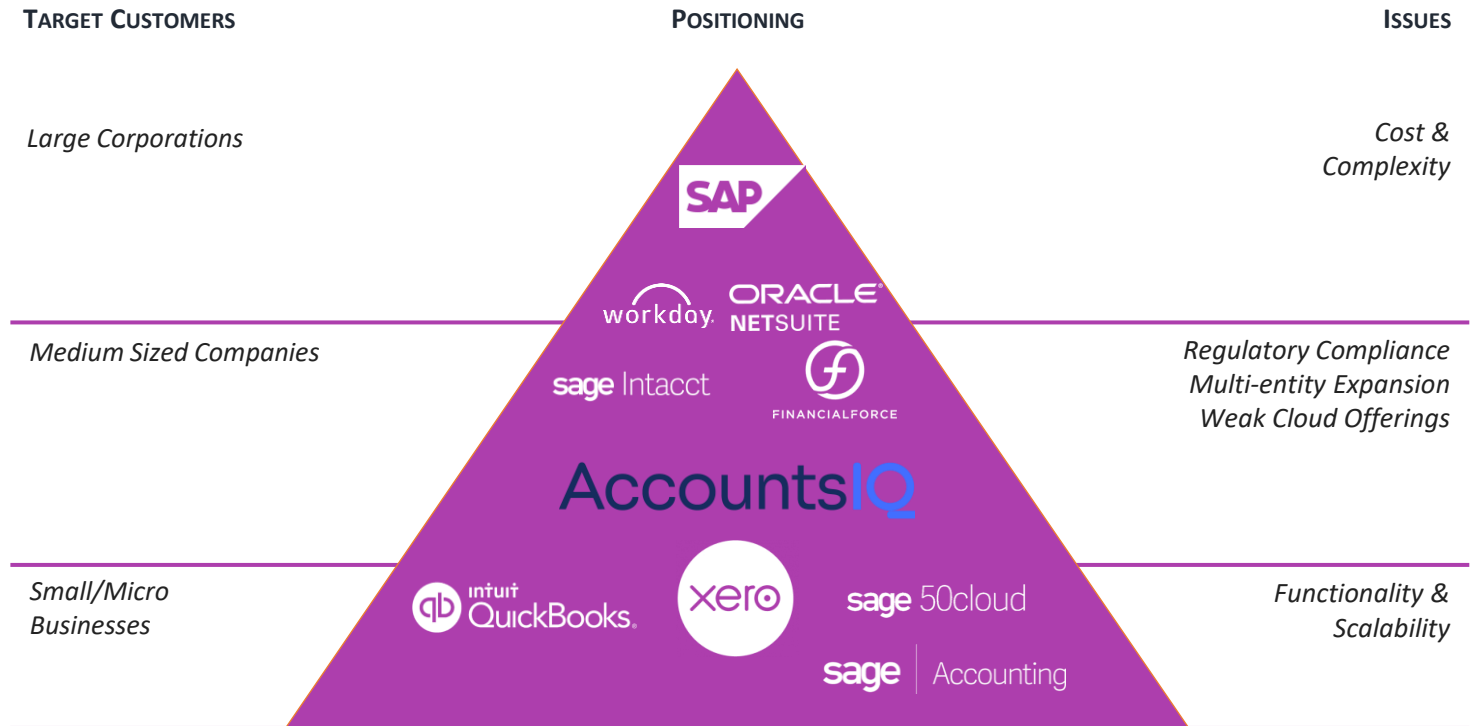 TARGET CUSTOMERS
POSITIONING
ISSUES
Large Corporations
Cost &
Complexity
SAP
workday.
ORACLE®
NETSUITE
Medium Sized Companies
Regulatory Compliance
Multi-entity Expansion
Weak Cloud Offerings
sage Intacct
FINANCIALFORCE
AccountsIQ
Small/Micro
Businesses
qb
intuit
QuickBooks.
xero
sage 50cloud
Functionality &
Scalability
sage Accounting